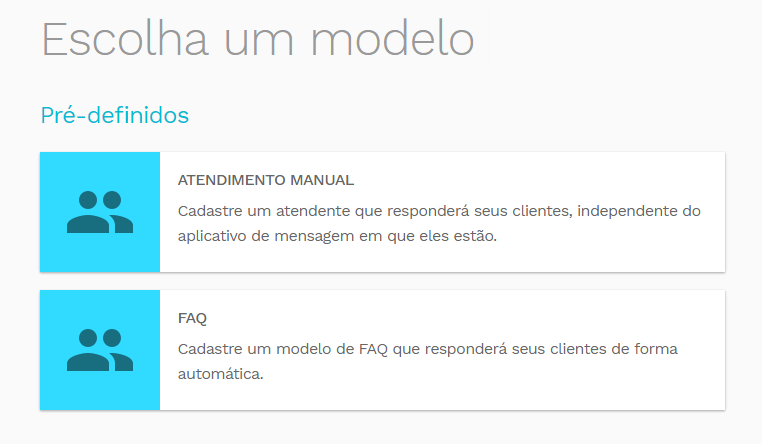 Escolha um modelo
Pré-definidos
ATENDIMENTO MANUAL
Cadastre um atendente que responderá seus clientes, independente do
aplicativo de mensagem em que eles estão.
FAQ
Cadastre um modelo de FAQ que responderá seus clientes de forma
automática.